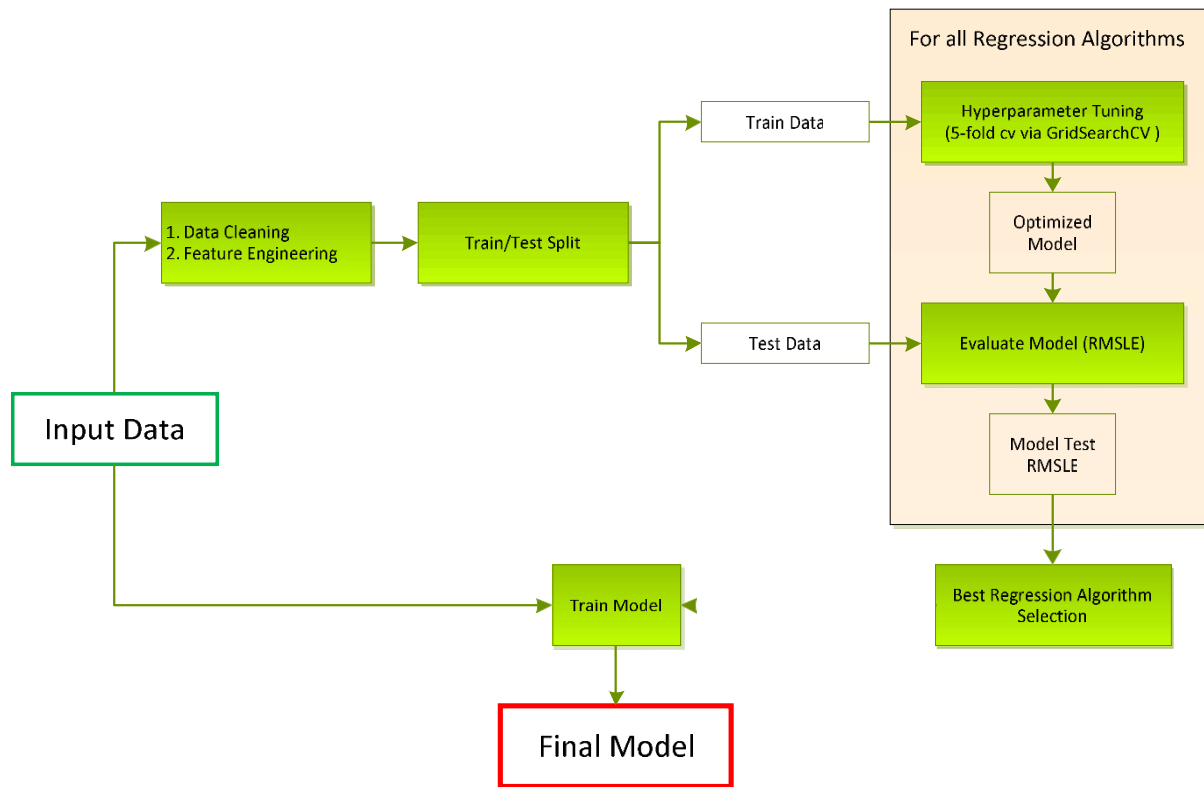 For all Regression Algorithms
Train Data
Hyperparameter Tuning
(5-fold cv via GridSearchCV )
1. Data Cleaning
2. Feature Engineering
Train/Test Split
Optimized
Model
Test Data
Evaluate Model (RMSLE)
Input Data
Model Test
RMSLE
Train Model
Best Regression Algorithm
Selection
Final Model